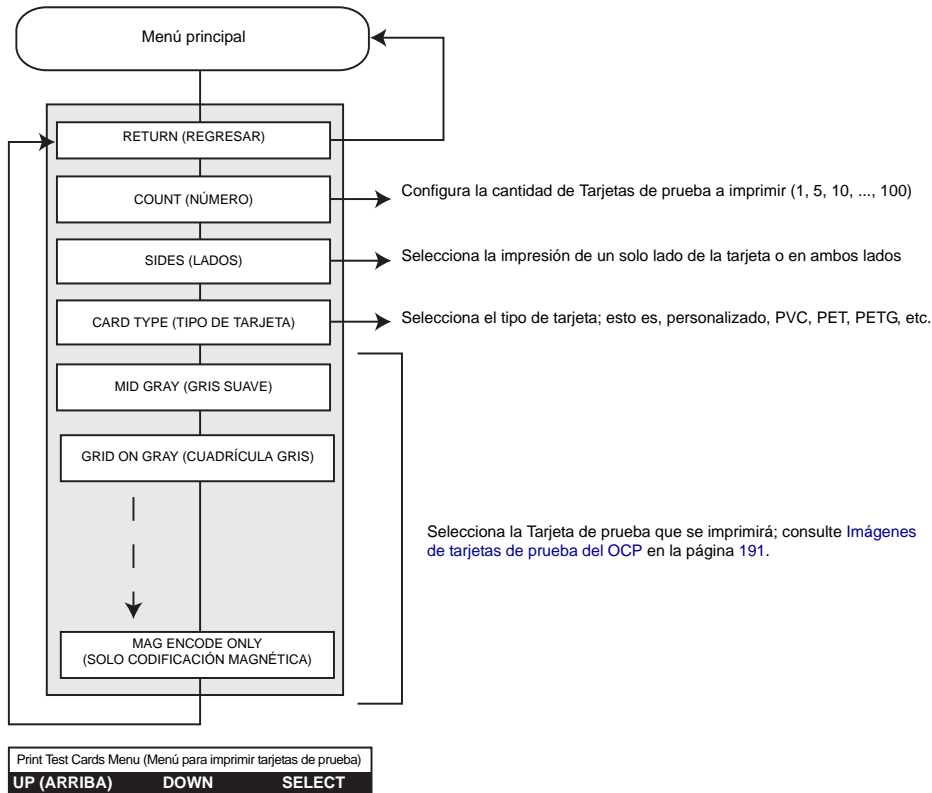 Menú principal
RETURN (REGRESAR)
COUNT (NÚMERO)
Configura la cantidad de Tarjetas de prueba a imprimir (1, 5, 10, ..., 100)
SIDES (LADOS)
Selecciona la impresión de un solo lado de la tarjeta o en ambos lados
CARD TYPE (TIPO DE TARJETA)
Selecciona el tipo de tarjeta; esto es, personalizado, PVC, PET, PETG, etc.
MID GRAY (GRIS SUAVE)
GRID ON GRAY (CUADRÍCULA GRIS)
Selecciona la Tarjeta de prueba que se imprimirá; consulte Imágenes
de tarjetas de prueba del OCP en la página 191.
MAG ENCODE ONLY
(SOLO CODIFICACIÓN MAGNÉTICA)
Print Test Cards Menu (Menú para imprimir tarjetas de prueba)
UP (ARRIBA) DOWN SELECT